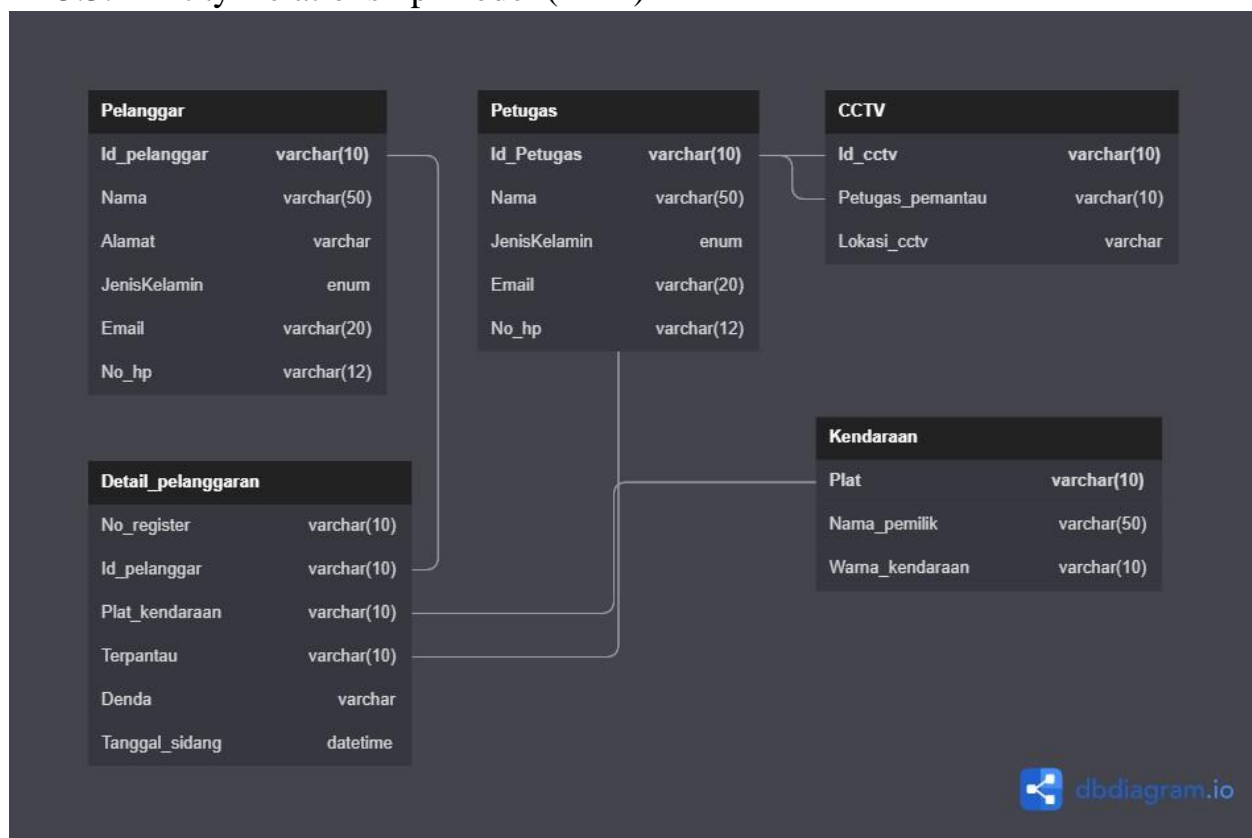 Pelanggar
Id_pelanggar varchar(10)
Nama varchar(50)
Alamat varchar
JenisKelamin enum
Email varchar(20)
No_hp varchar(12)
Petugas
Id_Petugas varchar(10)
Nama varchar(50)
JenisKelamin enum
Email varchar(20)
No_hp varchar(12)
CCTV
Id_cctv varchar(10)
Petugas_pemantau varchar(10)
Lokasi_cctv varchar
Detail_pelanggaran
No_register varchar(10)
Id_pelanggar varchar(10)
Plat_kendaraan varchar(10)
Terpantau varchar(10)
Denda varchar
Tanggal_sidang datetime
Kendaraan
Plat varchar(10)
Nama_pemilik varchar(50)
Warna_kendaraan varchar(10)
dbdiagram.io